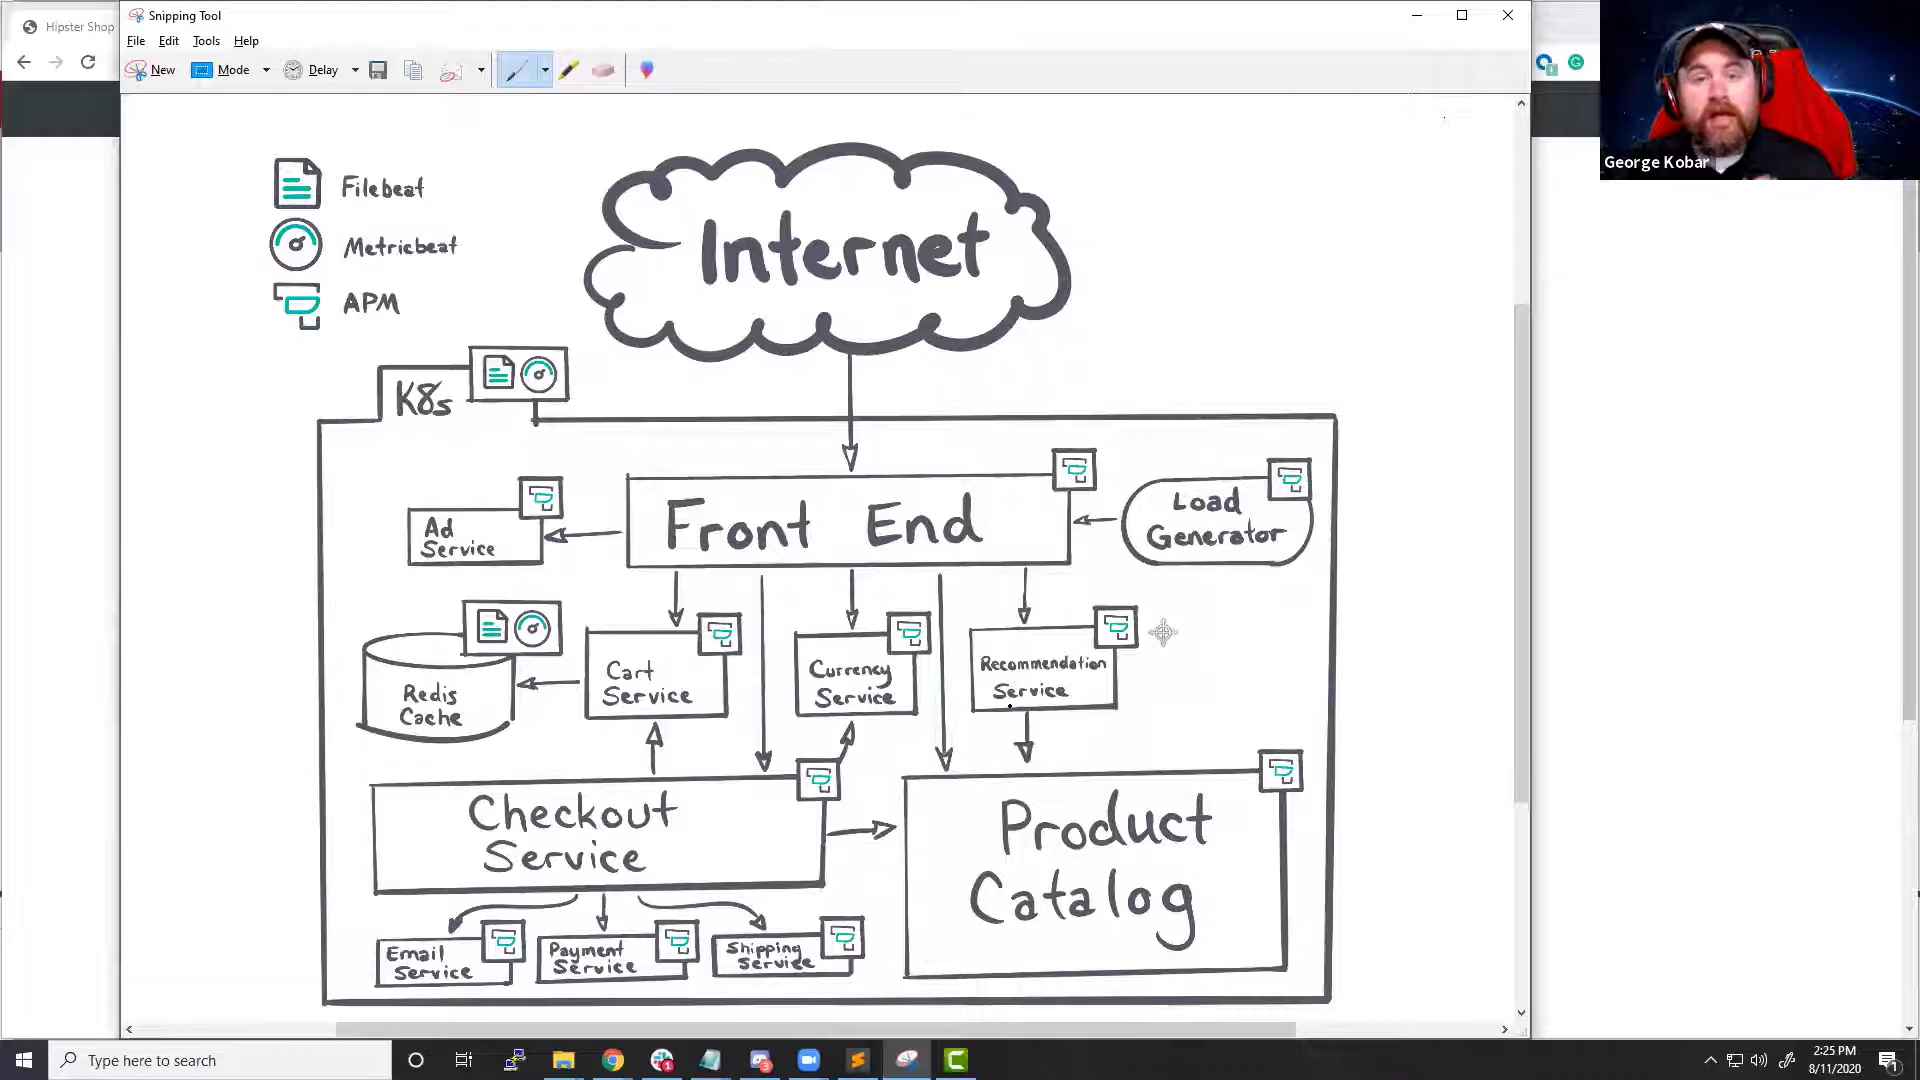 Hipster Shop
Snipping Tool
File Edit Tools Help
New Mode Delay
George Kobar
Filebeat
Metricbeat
APM
Internet
K8s
Front End
Load
Generator
Ad
Service
Redis
Cache
Cart
Service
Currency
Service
Recommendation
Service
Checkout
Service
Product
Catalog
Email
Service
Payment
Service
Shipping
Service
Type here to search
2:25 PM
8/11/2020